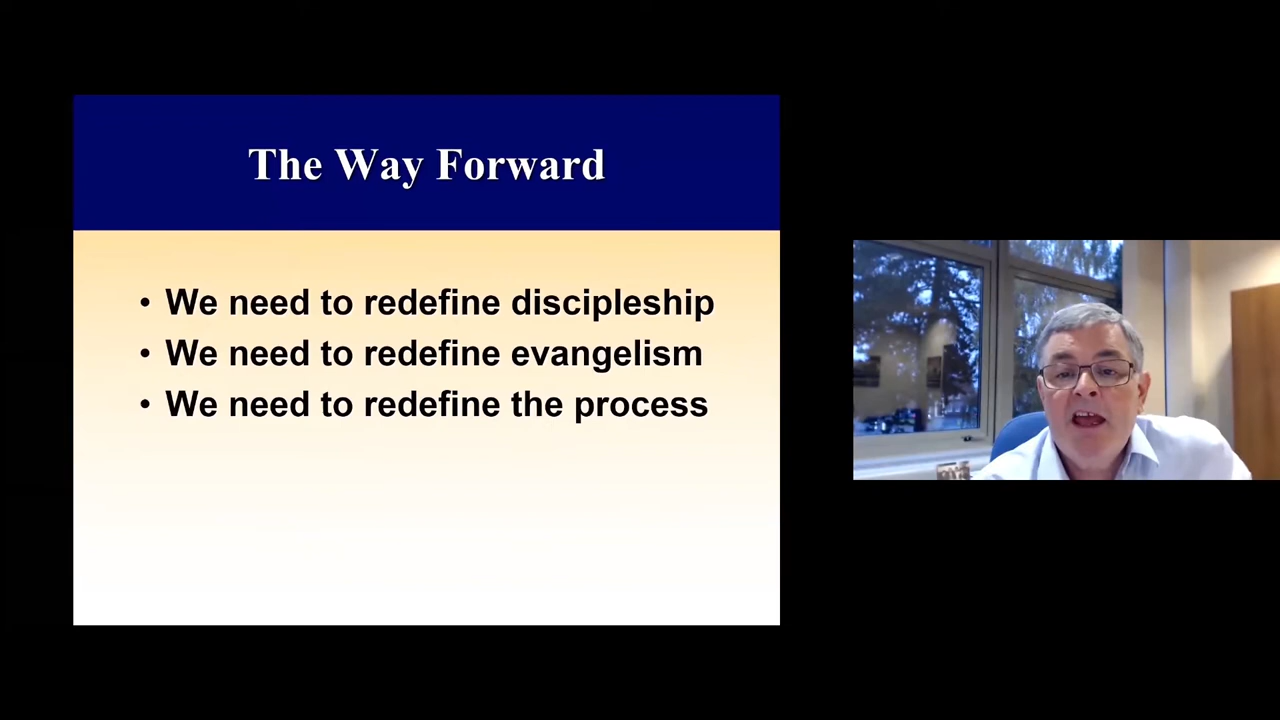 The Way Forward
• We need to redefine discipleship
• We need to redefine evangelism
• We need to redefine the process